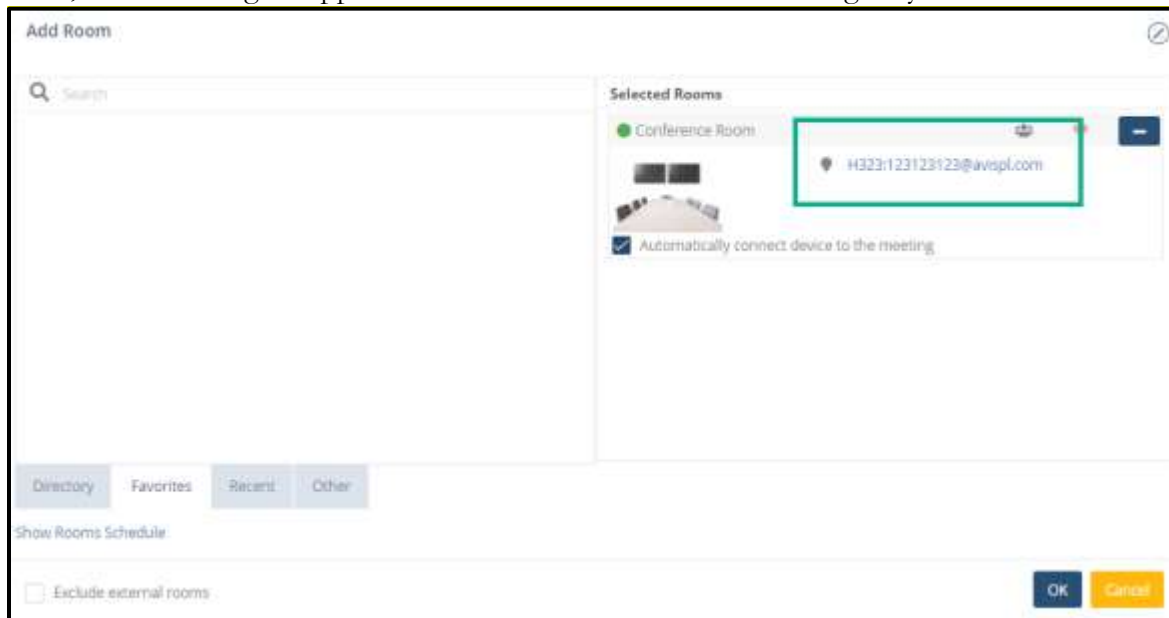 Add Room
Search
Selected Rooms
Conference Room
H323:123123123@avispl.com
Automatically connect device to the meeting
Directory Favorites Recent Other
Show Rooms Schedule
Exclude external rooms
OK Cancel